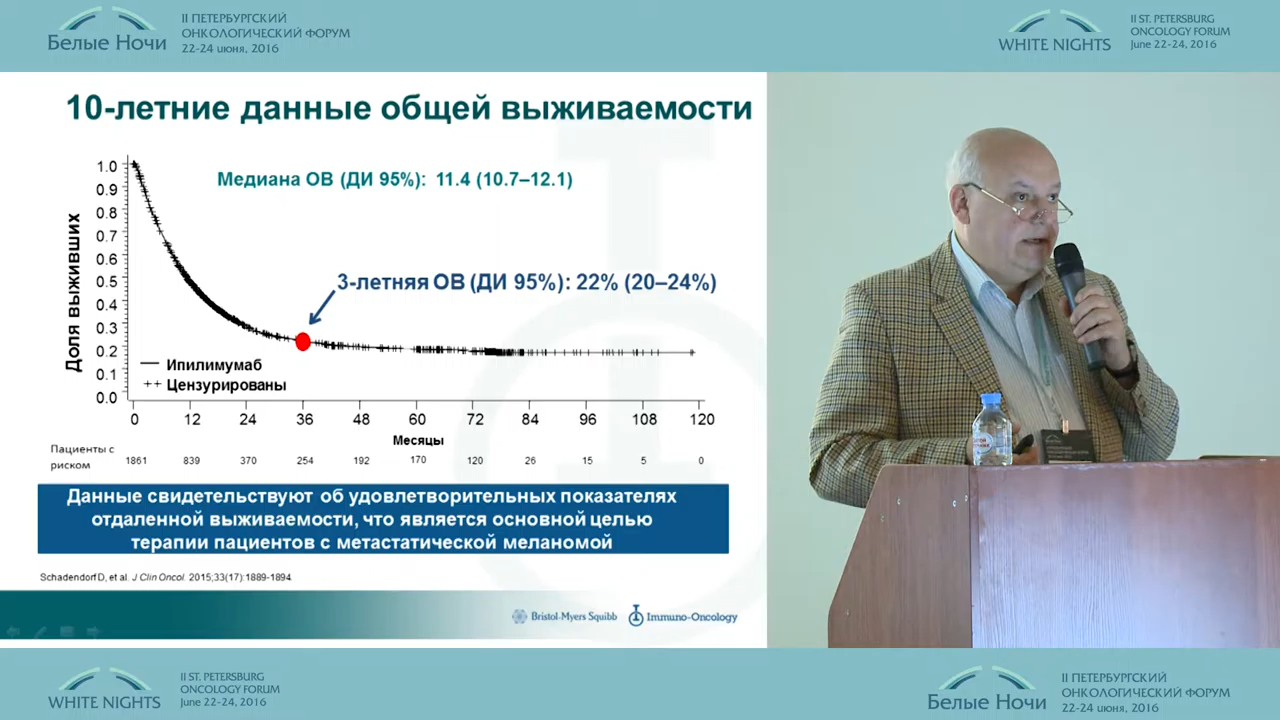 II ПЕТЕРБУРГСКИЙ
ОНКОЛОГИЧЕСКИЙ ФОРУМ
Белые Ночи
22-24 июня, 2016
II ST. PETERSBURG
ONCOLOGY FORUM
WHITE NIGHTS
June 22-24, 2016
10-летние данные общей выживаемости
Медиана ОВ (ДИ 95%): 11.4 (10.7–12.1)
3-летняя ОВ (ДИ 95%): 22% (20–24%)
Доля выживших
1.0
0.9
0.8
0.7
0.6
0.5
0.4
0.3
0.2
0.1
0.0
Ипилимумаб
Цензурированы
0 12 24 36 48 60 72 84 96 108 120
Месяцы
Пациенты с
риском
1861 839 370 254 192 170 120 26 15 5 0
Данные свидетельствуют об удовлетворительных показателях
отдаленной выживаемости, что является основной целью
терапии пациентов с метастатической меланомой
Schadendorf D, et al. J Clin Oncol. 2015;33(17):1889-1894.
Bristol-Myers Squibb
Immuno-Oncology
II ST. PETERSBURG
ONCOLOGY FORUM
WHITE NIGHTS
June 22-24, 2016
II ПЕТЕРБУРГСКИЙ
ОНКОЛОГИЧЕСКИЙ ФОРУМ
Белые Ночи
22-24 июня, 2016